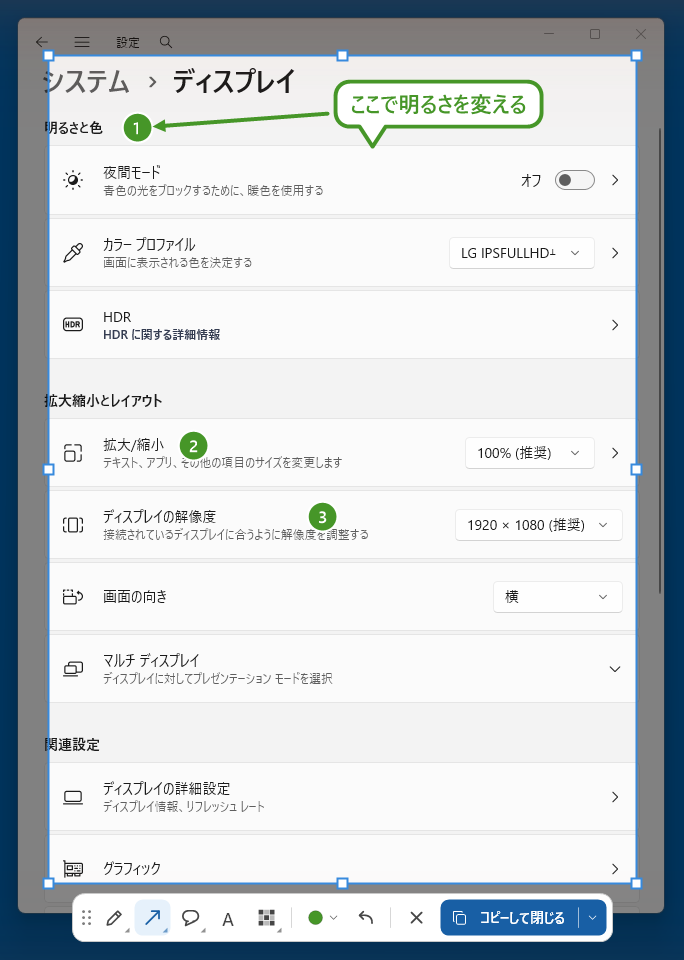 設定
システム › ディスプレイ
ここで明るさを変える
明るさと色 1
夜間モード
青色の光をブロックするために、暖色を使用する
オフ
カラー プロファイル
画面に表示される色を決定する
LG IPSFULLHD
HDR
HDR
HDR に関する詳細情報
拡大縮小とレイアウト
拡大/縮小 2
テキスト、アプリ、その他の項目のサイズを変更します
100% (推奨)
ディスプレイの解像度 3
接続されているディスプレイに合うように解像度を調整する
1920 × 1080 (推奨)
画面の向き
横
マルチ ディスプレイ
ディスプレイに対してプレゼンテーション モードを選択
関連設定
ディスプレイの詳細設定
ディスプレイ情報、リフレッシュ レート
グラフィック
A
コピーして閉じる